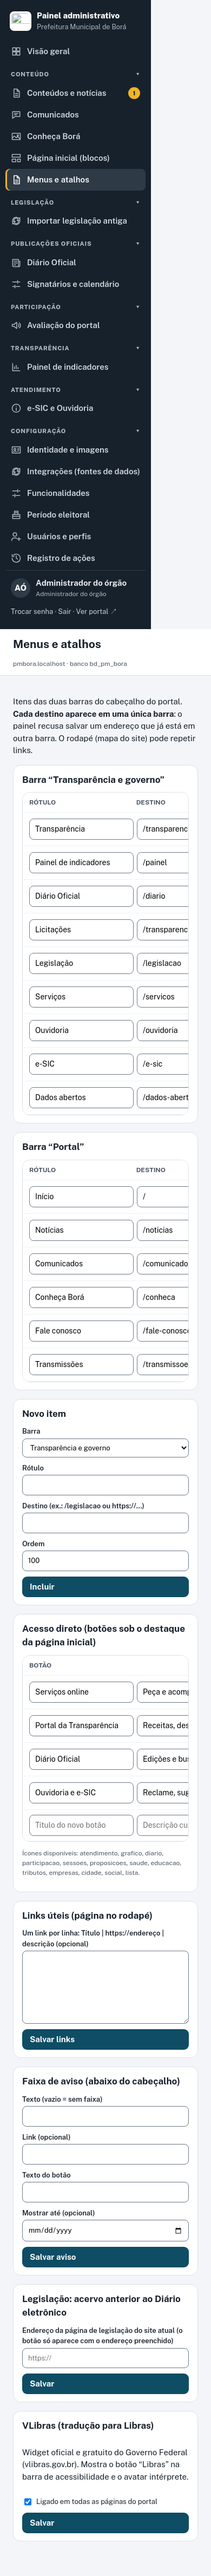 Painel administrativo
Prefeitura Municipal de Borá
Visão geral
CONTEÚDO
Conteúdos e notícias 1
Comunicados
Conheça Borá
Página inicial (blocos)
Menus e atalhos
LEGISLAÇÃO
Importar legislação antiga
PUBLICAÇÕES OFICIAIS
Diário Oficial
Signatários e calendário
PARTICIPAÇÃO
Avaliação do portal
TRANSPARÊNCIA
Painel de indicadores
ATENDIMENTO
e-SIC e Ouvidoria
CONFIGURAÇÃO
Identidade e imagens
Integrações (fontes de dados)
Funcionalidades
Período eleitoral
Usuários e perfis
Registro de ações
AÓ Administrador do órgão
Administrador do órgão
Trocar senha · Sair · Ver portal ↗
Menus e atalhos
pmbora.localhost · banco bd_pm_bora
Itens das duas barras do cabeçalho do portal.
Cada destino aparece em uma única barra: o
painel recusa salvar um endereço que já está em
outra barra. O rodapé (mapa do site) pode repetir
links.
Barra “Transparência e governo”
RÓTULO DESTINO
Transparência /transparenc
Painel de indicadores /painel
Diário Oficial /diario
Licitações /transparenc
Legislação /legislacao
Serviços /servicos
Ouvidoria /ouvidoria
e-SIC /e-sic
Dados abertos /dados-abert
Barra “Portal”
RÓTULO DESTINO
Início /
Notícias /noticias
Comunicados /comunicado
Conheça Borá /conheca
Fale conosco /fale-conosco
Transmissões /transmissoe
Novo item
Barra
Transparência e governo
Rótulo
Destino (ex.: /legislacao ou https://…)
Ordem
100
Incluir
Acesso direto (botões sob o destaque
da página inicial)
BOTÃO
Serviços online Peça e acomp
Portal da Transparência Receitas, des
Diário Oficial Edições e bus
Ouvidoria e e-SIC Reclame, sug
Título do novo botão Descrição cu
Ícones disponíveis: atendimento, grafico, diario,
participacao, sessoes, proposicoes, saude, educacao,
tributos, empresas, cidade, social, lista.
Links úteis (página no rodapé)
Um link por linha: Título | https://endereço |
descrição (opcional)
Salvar links
Faixa de aviso (abaixo do cabeçalho)
Texto (vazio = sem faixa)
Link (opcional)
Texto do botão
Mostrar até (opcional)
mm/dd/yyyy
Salvar aviso
Legislação: acervo anterior ao Diário
eletrônico
Endereço da página de legislação do site atual (o
botão só aparece com o endereço preenchido)
https://
Salvar
VLibras (tradução para Libras)
Widget oficial e gratuito do Governo Federal
(vlibras.gov.br). Mostra o botão “Libras” na
barra de acessibilidade e o avatar intérprete.
Ligado em todas as páginas do portal
Salvar